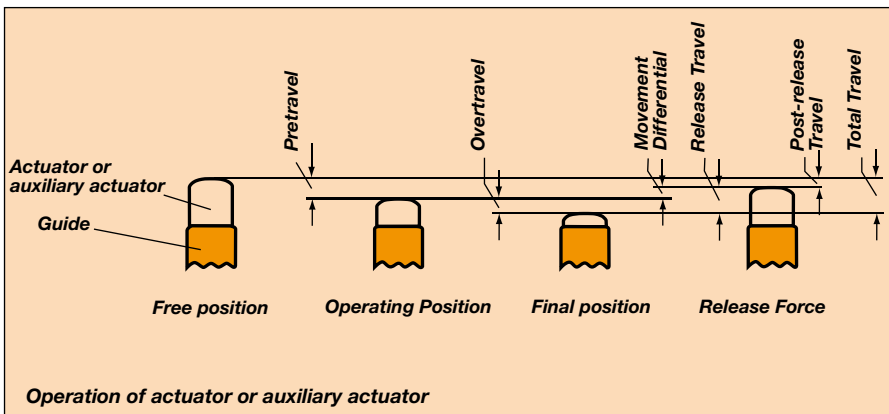 Pretravel
Overtravel
Movement
Differential
Release Travel
Post-release
Travel
Total Travel
Actuator or
auxiliary actuator
Guide
Free position
Operating Position
Final position
Release Force
Operation of actuator or auxiliary actuator